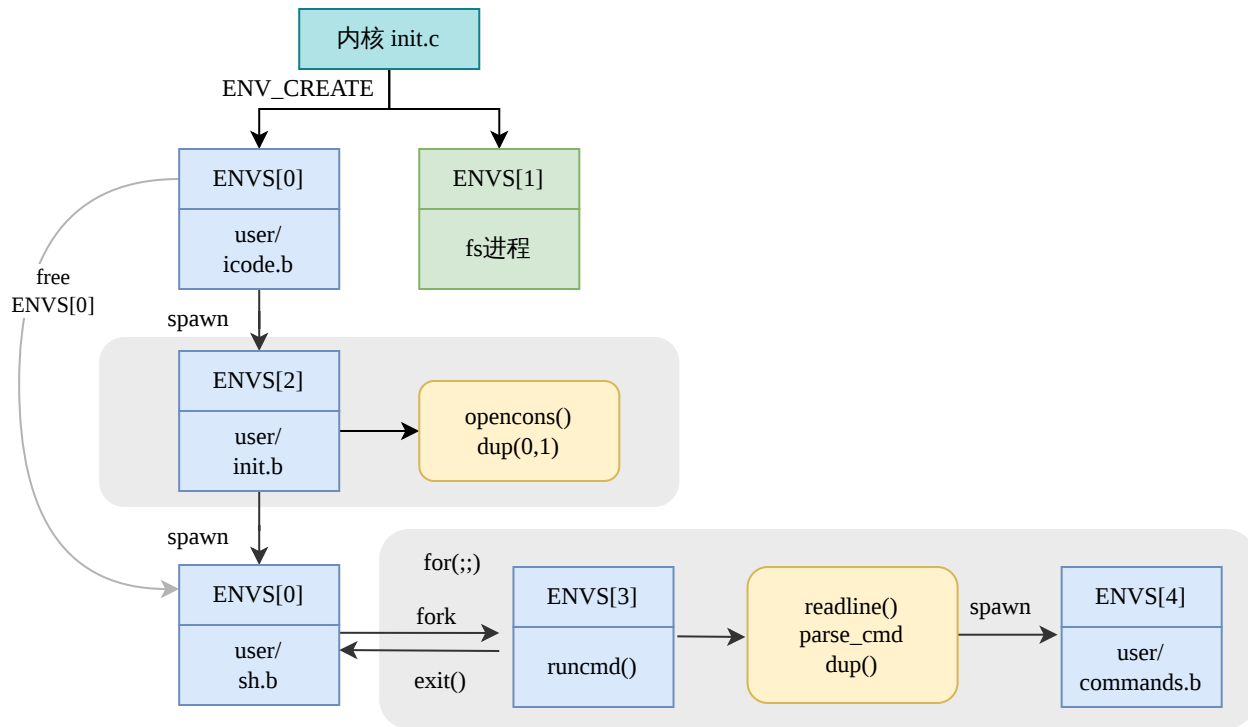 内核 init.c
ENV_CREATE
ENVS[0]
user/
icode.b
ENVS[1]
fs进程
free
ENVS[0]
spawn
ENVS[2]
user/
init.b
opencons()
dup(0,1)
spawn
ENVS[0]
user/
sh.b
for(;;)
fork
exit()
ENVS[3]
runcmd()
readline()
parse_cmd
dup()
spawn
ENVS[4]
user/
commands.b